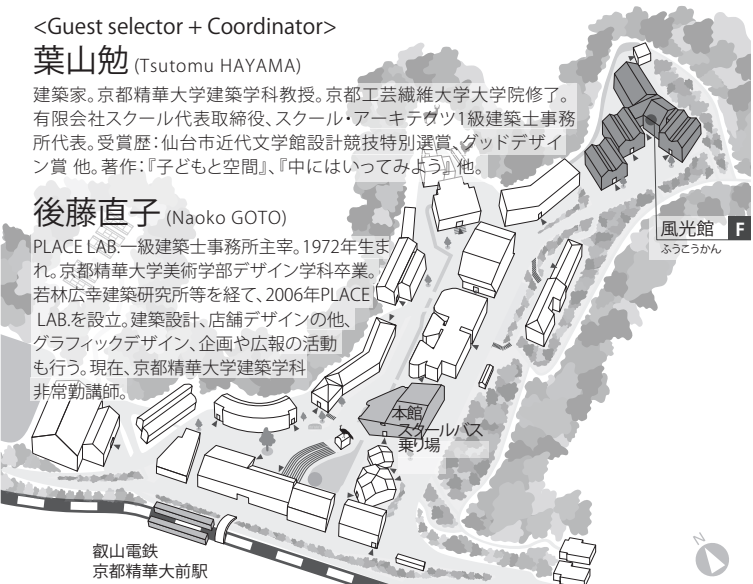 <Guest selector + Coordinator>
葉山勉 (Tsutomu HAYAMA)
建築家。京都精華大学建築学科教授。京都工芸繊維大学大学院修了。
有限会社スクール代表取締役、スクール・アーキテクツ1級建築士事務
所代表。受賞歴：仙台市近代文学館設計競技特別選賞、グッドデザイ
ン賞 他。著作：『子どもと空間』、『中にはいってみよう』他。
後藤直子 (Naoko GOTO)
PLACE LAB.一級建築士事務所主宰。1972年生ま
れ。京都精華大学美術学部デザイン学科卒業。
若林広幸建築研究所等を経て、2006年PLACE
LAB.を設立。建築設計、店舗デザインの他、
グラフィックデザイン、企画や広報の活動
も行う。現在、京都精華大学建築学科
非常勤講師。
風光館 F
ふうこうかん
本館
スクールバス
乗り場
叡山電鉄
京都精華大前駅
N